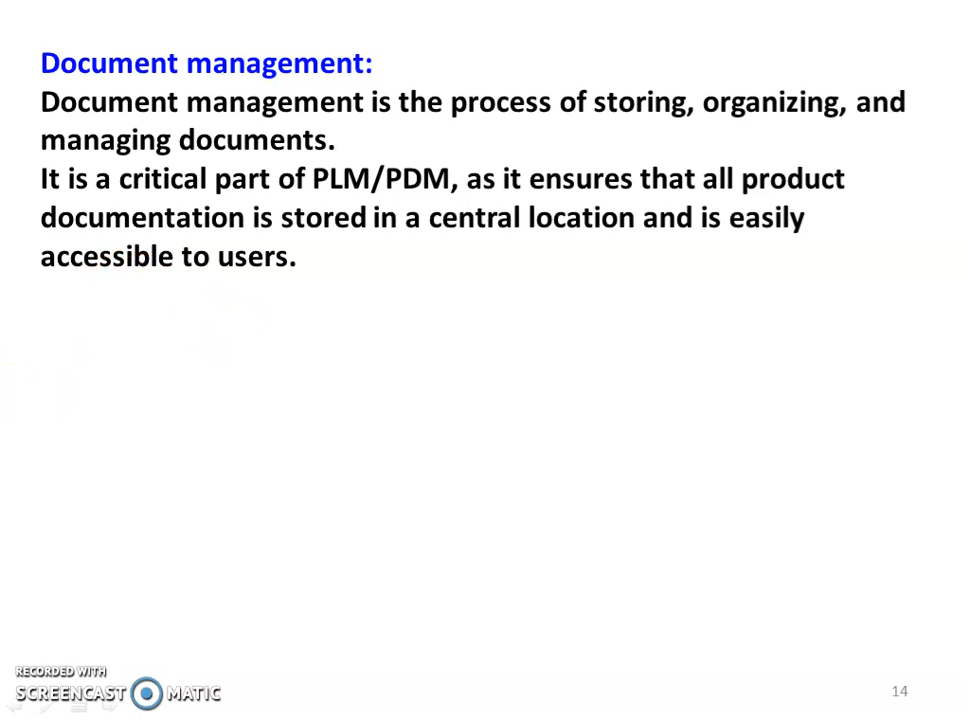 Document management:
Document management is the process of storing, organizing, and
managing documents.
It is a critical part of PLM/PDM, as it ensures that all product
documentation is stored in a central location and is easily
accessible to users.
RECORDED WITH
SCREENCAST MATIC
14